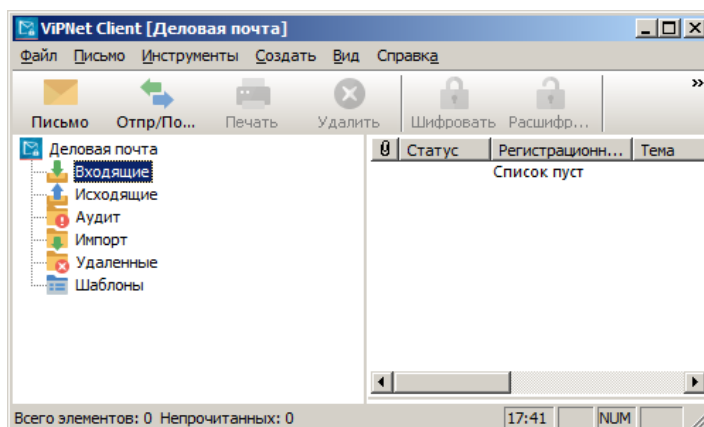 ViPNet Client [Деловая почта]
Файл Письмо Инструменты Создать Вид Справка
Письмо Отпр/По... Печать Удалить Шифровать Расшифр...
Деловая почта
Входящие
Исходящие
Аудит
Импорт
Удаленные
Шаблоны
Статус Регистрационн... Тема
Список пуст
Всего элементов: 0 Непрочитанных: 0 17:41 NUM